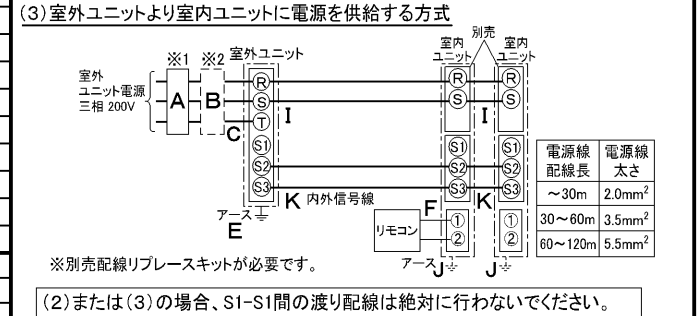 (3)室外ユニットより室内ユニットに電源を供給する方式
※1 ※2 室外ユニット
室外
ユニット電源
三相 200V
A B C
R
S
T
S1
S2
S3
I
K 内外信号線
アース
E
別売
室内
ユニット
R
S
S1
S2
S3
F
リモコン
①
②
アース J
I
K
室内
ユニット
R
S
S1
S2
S3
①
②
J
電源線
配線長 電源線
太さ
～30m 2.0mm²
30～60m 3.5mm²
60～120m 5.5mm²
※別売配線リプレースキットが必要です。
(2)または(3)の場合、S1-S1間の渡り配線は絶対に行わないでください。